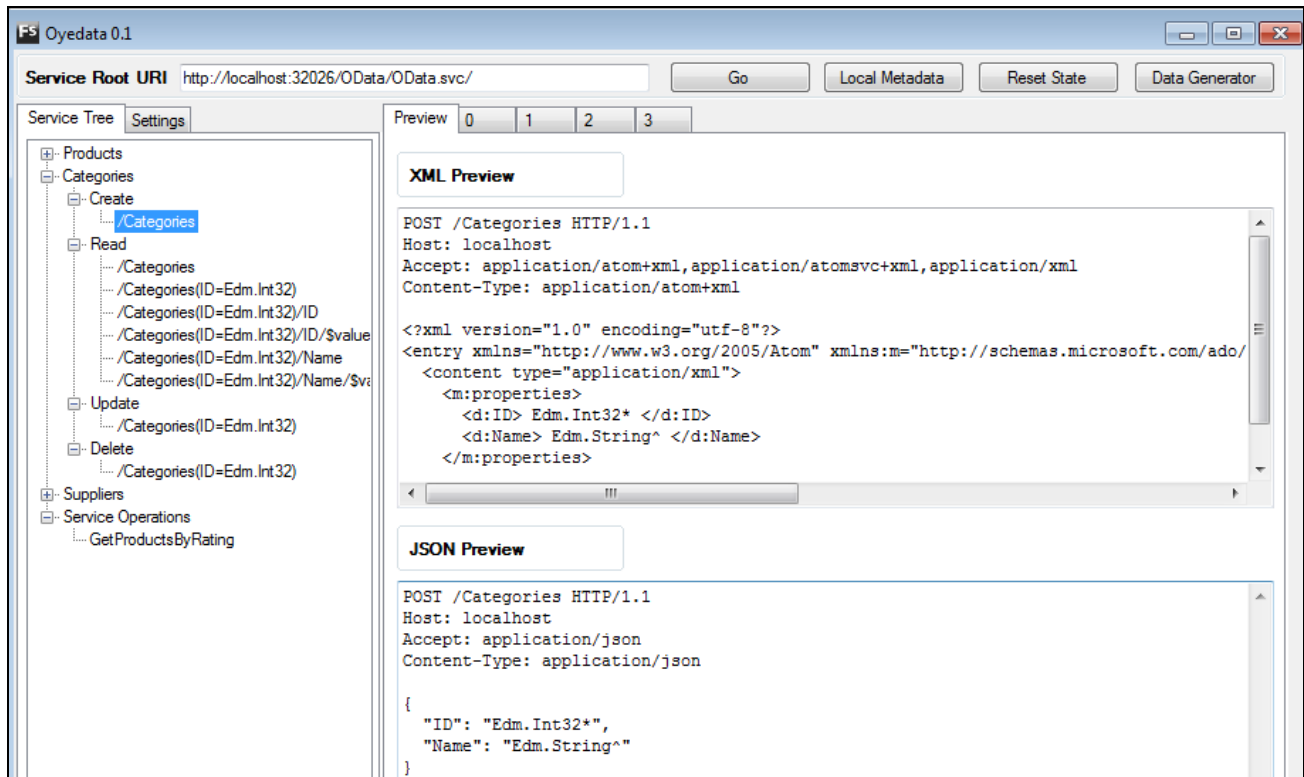 FS Oyedata 0.1
Service Root URI http://localhost:32026/OData/OData.svc/ Go Local Metadata Reset State Data Generator
Service Tree Settings
Products
Categories
Create
/Categories
Read
/Categories
/Categories(ID=Edm.Int32)
/Categories(ID=Edm.Int32)/ID
/Categories(ID=Edm.Int32)/ID/$value
/Categories(ID=Edm.Int32)/Name
/Categories(ID=Edm.Int32)/Name/$va
Update
/Categories(ID=Edm.Int32)
Delete
/Categories(ID=Edm.Int32)
Suppliers
Service Operations
GetProductsByRating
Preview 0 1 2 3
XML Preview
POST /Categories HTTP/1.1
Host: localhost
Accept: application/atom+xml,application/atomsvc+xml,application/xml
Content-Type: application/atom+xml
<?xml version="1.0" encoding="utf-8"?>
<entry xmlns="http://www.w3.org/2005/Atom" xmlns:m="http://schemas.microsoft.com/ado/
<content type="application/xml">
<m:properties>
<d:ID> Edm.Int32* </d:ID>
<d:Name> Edm.String^ </d:Name>
</m:properties>
JSON Preview
POST /Categories HTTP/1.1
Host: localhost
Accept: application/json
Content-Type: application/json
{
"ID": "Edm.Int32*",
"Name": "Edm.String^"
}